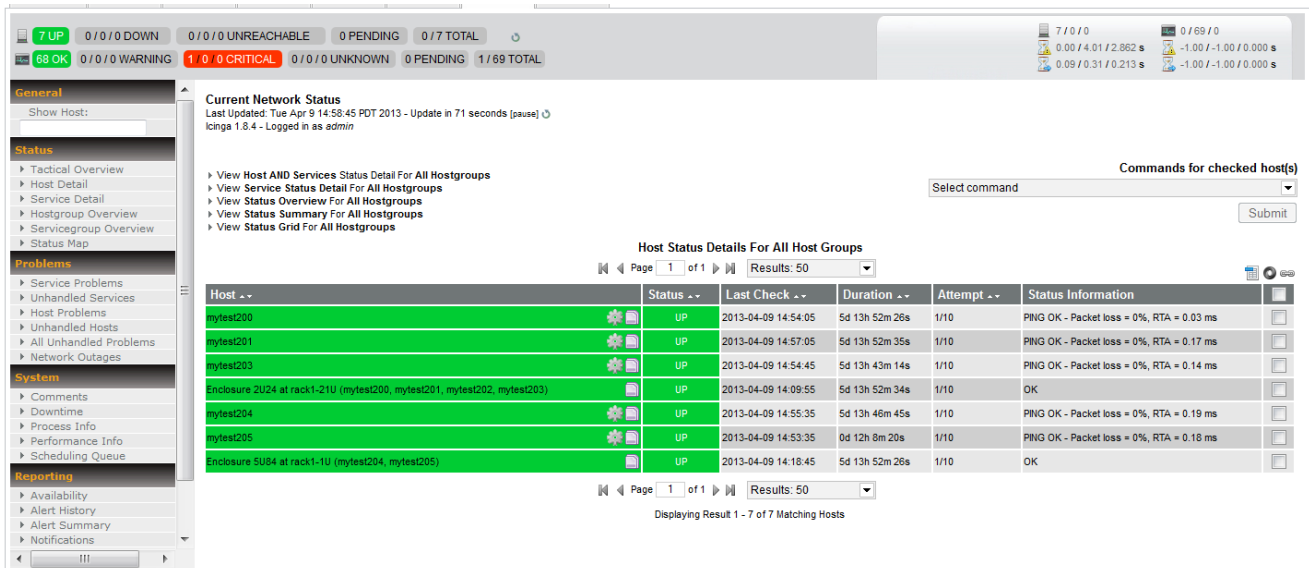 7 UP 0 / 0 / 0 DOWN 0 / 0 / 0 UNREACHABLE 0 PENDING 0 / 7 TOTAL
68 OK 0 / 0 / 0 WARNING 1 / 0 / 0 CRITICAL 0 / 0 / 0 UNKNOWN 0 PENDING 1 / 69 TOTAL
7 / 0 / 0 0 / 69 / 0
0.00 / 4.01 / 2.862 s -1.00 / -1.00 / 0.000 s
0.09 / 0.31 / 0.213 s -1.00 / -1.00 / 0.000 s
General
Show Host:
Status
Tactical Overview
Host Detail
Service Detail
Hostgroup Overview
Servicegroup Overview
Status Map
Problems
Service Problems
Unhandled Services
Host Problems
Unhandled Hosts
All Unhandled Problems
Network Outages
System
Comments
Downtime
Process Info
Performance Info
Scheduling Queue
Reporting
Availability
Alert History
Alert Summary
Notifications
Current Network Status
Last Updated: Tue Apr 9 14:58:45 PDT 2013 - Update in 71 seconds [pause]
Icinga 1.8.4 - Logged in as admin
View Host AND Services Status Detail For All Hostgroups
View Service Status Detail For All Hostgroups
View Status Overview For All Hostgroups
View Status Summary For All Hostgroups
View Status Grid For All Hostgroups
Commands for checked host(s)
Select command
Submit
Host Status Details For All Host Groups
Page 1 of 1 Results: 50
Host Status Last Check Duration Attempt Status Information
mytest200 UP 2013-04-09 14:54:05 5d 13h 52m 26s 1/10 PING OK - Packet loss = 0%, RTA = 0.03 ms
mytest201 UP 2013-04-09 14:57:05 5d 13h 52m 35s 1/10 PING OK - Packet loss = 0%, RTA = 0.17 ms
mytest203 UP 2013-04-09 14:54:45 5d 13h 43m 14s 1/10 PING OK - Packet loss = 0%, RTA = 0.14 ms
Enclosure 2U24 at rack1-21U (mytest200, mytest201, mytest202, mytest203) UP 2013-04-09 14:09:55 5d 13h 52m 34s 1/10 OK
mytest204 UP 2013-04-09 14:55:35 5d 13h 46m 45s 1/10 PING OK - Packet loss = 0%, RTA = 0.19 ms
mytest205 UP 2013-04-09 14:53:35 0d 12h 8m 20s 1/10 PING OK - Packet loss = 0%, RTA = 0.18 ms
Enclosure 5U84 at rack1-1U (mytest204, mytest205) UP 2013-04-09 14:18:45 5d 13h 52m 26s 1/10 OK
Page 1 of 1 Results: 50
Displaying Result 1 - 7 of 7 Matching Hosts